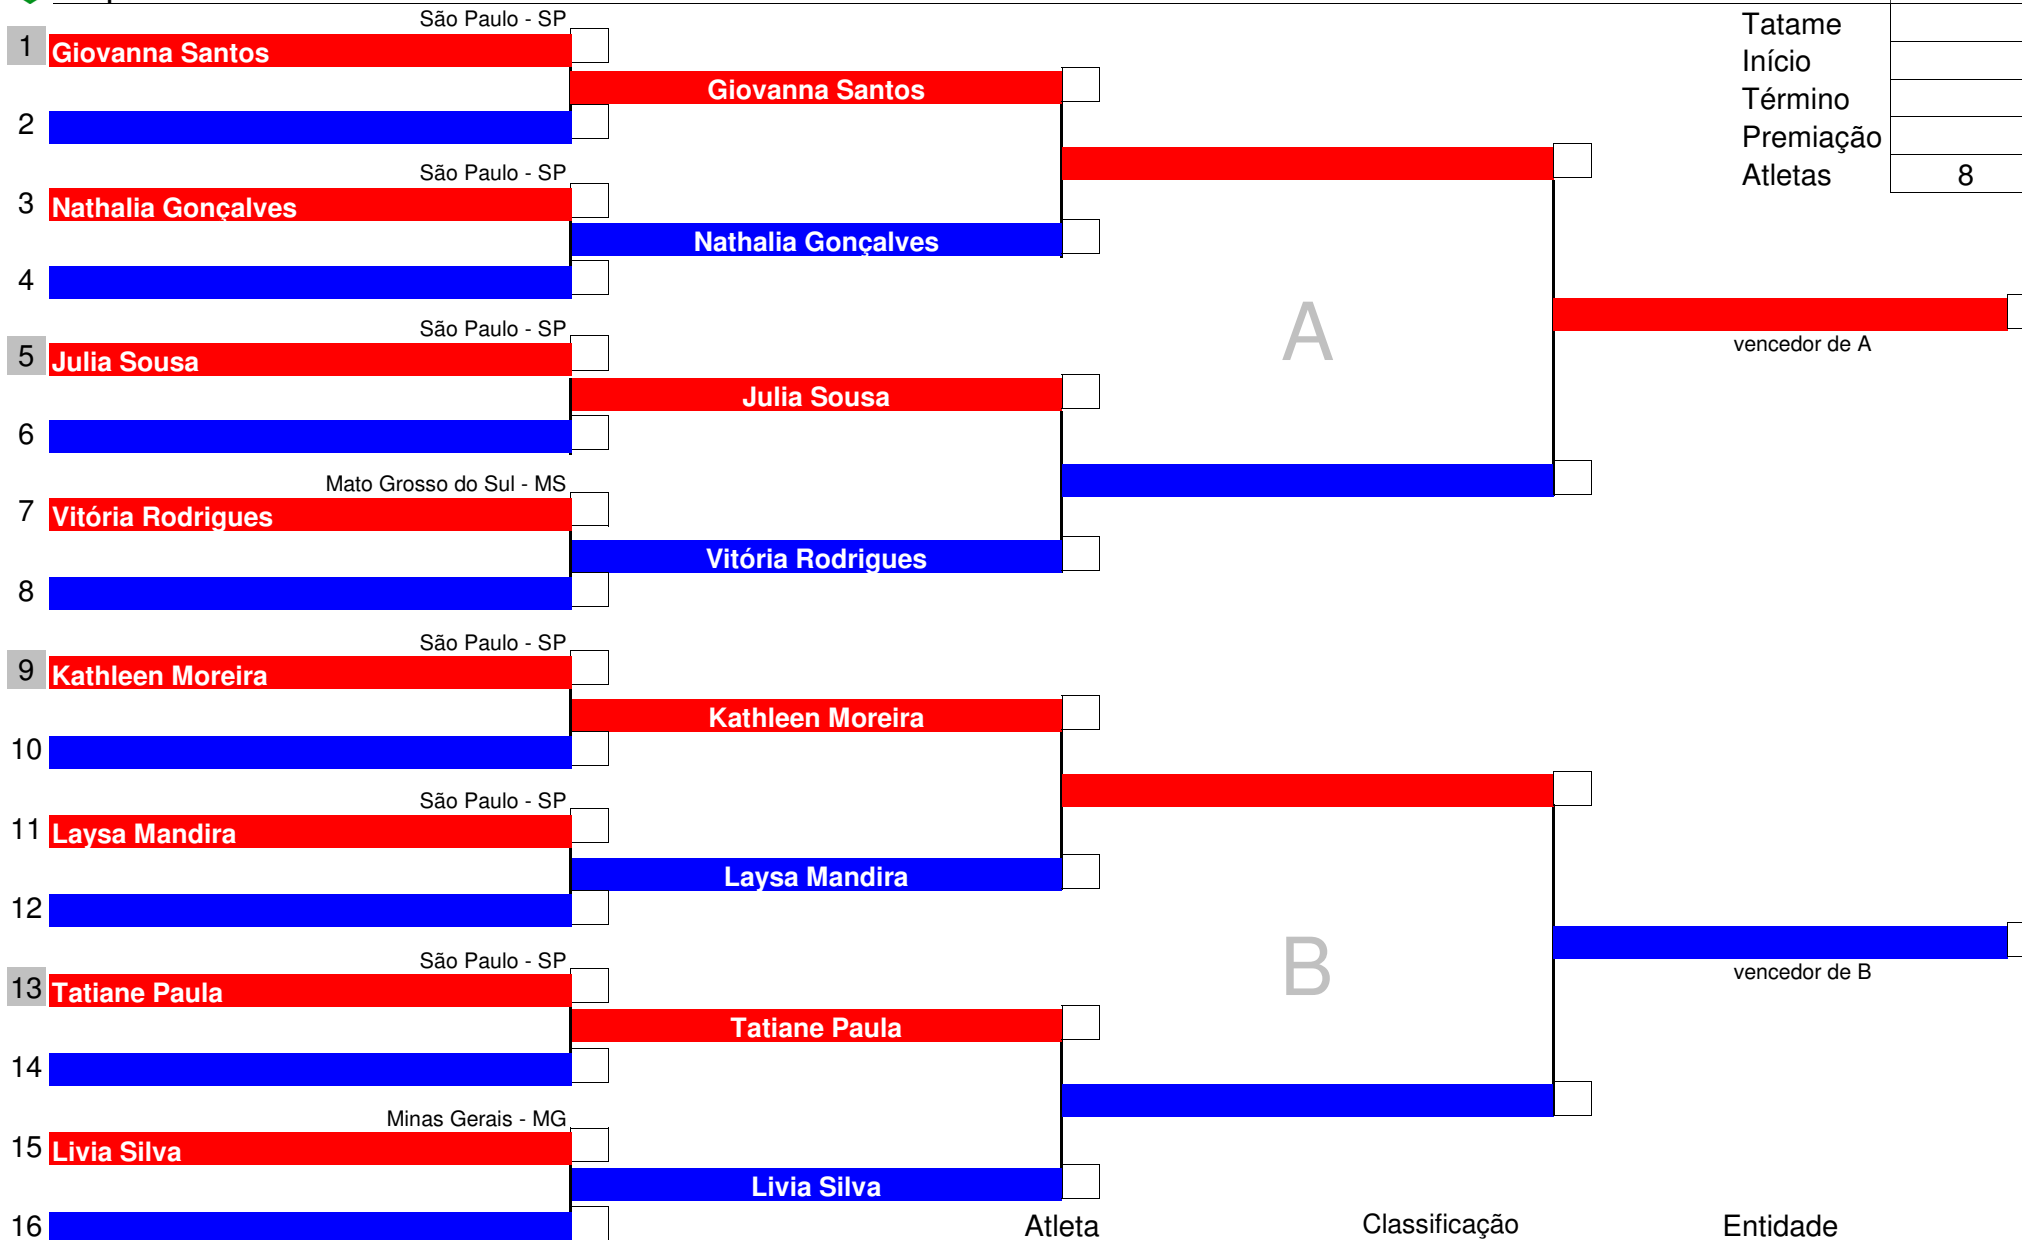 São Paulo - SP
Tatame
1 Giovanna Santos
Início
Giovanna Santos
Término
2
Premiação
São Paulo - SP
Atletas 8
3 Nathalia Gonçalves
Nathalia Gonçalves
4
A
São Paulo - SP
vencedor de A
5 Julia Sousa
Julia Sousa
6
Mato Grosso do Sul - MS
7 Vitória Rodrigues
Vitória Rodrigues
8
São Paulo - SP
9 Kathleen Moreira
Kathleen Moreira
10
São Paulo - SP
11 Laysa Mandira
Laysa Mandira
12
B
São Paulo - SP
vencedor de B
13 Tatiane Paula
Tatiane Paula
14
Minas Gerais - MG
15 Livia Silva
Livia Silva
16
Atleta Classificação Entidade